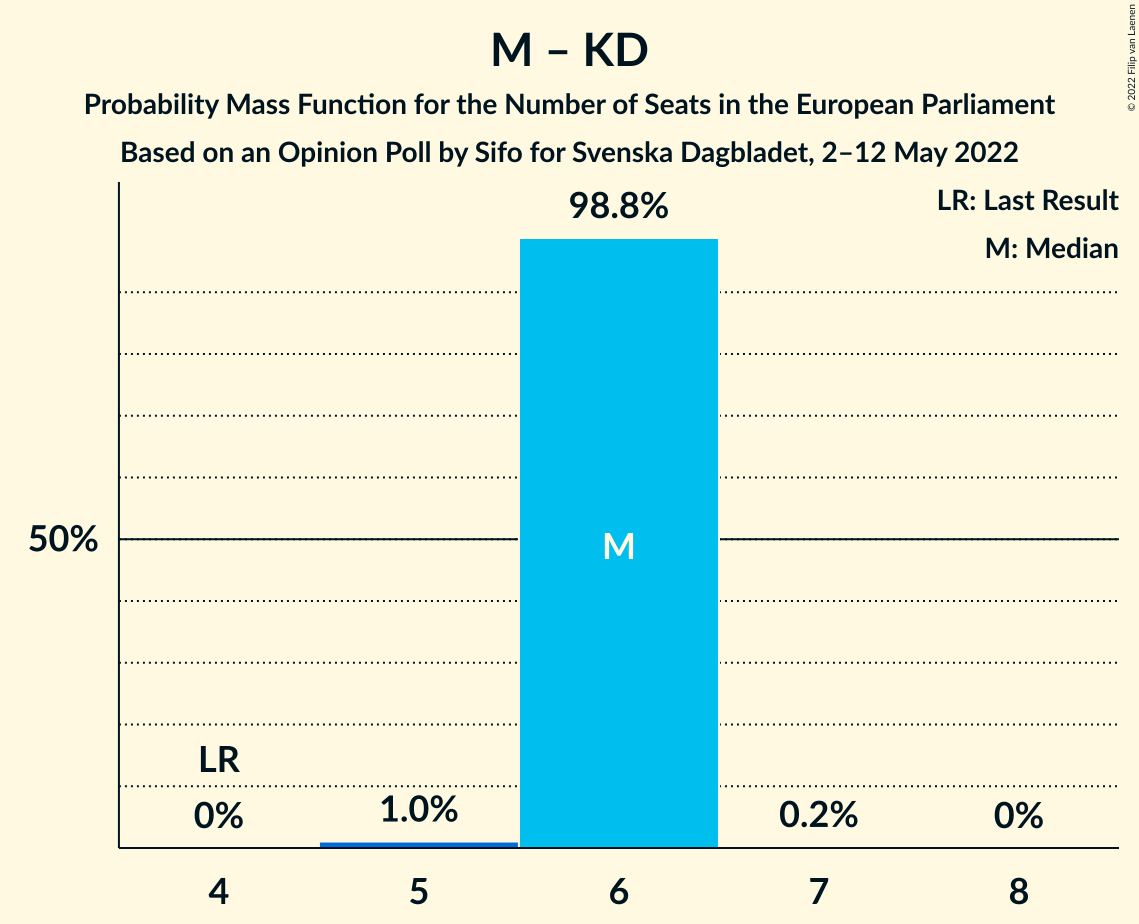 M – KD
Probability Mass Function for the Number of Seats in the European Parliament
Based on an Opinion Poll by Sifo for Svenska Dagbladet, 2–12 May 2022
© 2022 Filip van Laenen
LR: Last Result
M: Median
98.8%
50%
M
LR
0%
1.0%
0.2%
0%
4 5 6 7 8